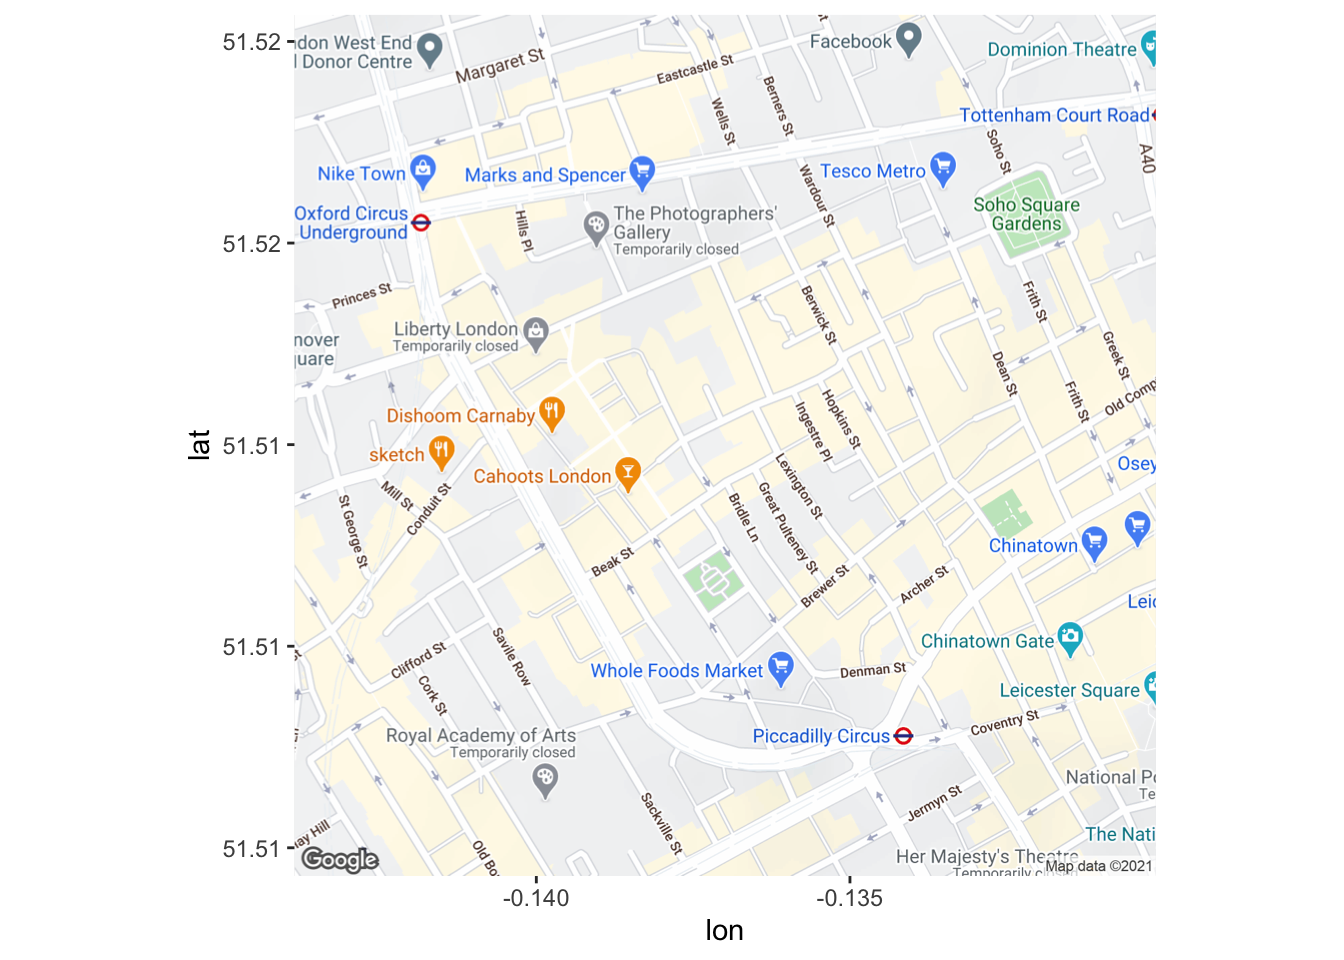 51.52
51.52
51.51
51.51
51.51
lat
-0.140
-0.135
lon
don West End
Donor Centre
Margaret St
Eastcastle St
Wells St
Berners St
Facebook
Dominion Theatre
Tottenham Court Road
A40
Soho St
Nike Town
Marks and Spencer
Tesco Metro
Wardour St
Soho Square
Gardens
Oxford Circus
Underground
Hills Pl
The Photographers'
Gallery
Temporarily closed
Princes St
Liberty London
Temporarily closed
nover
quare
Berwick St
Frith St
Greek St
Dean St
Frith St
Old Comp
Dishoom Carnaby
sketch
Cahoots London
Hopkins St
Ingestre Pl
Lexington St
Great Pulteney St
Bridle Ln
Osey
Mill St
Conduit St
St George St
Beak St
Brewer St
Archer St
Chinatown
Leic
Chinatown Gate
Clifford St
Savile Row
Cork St
Whole Foods Market
Denman St
Leicester Square
Royal Academy of Arts
Temporarily closed
Piccadilly Circus
Coventry St
National Po
Te
Sackville St
Jermyn St
The Nati
ay Hill
Old Bo
Her Majesty's Theatre
Temporarily closed
Google
Map data ©2021